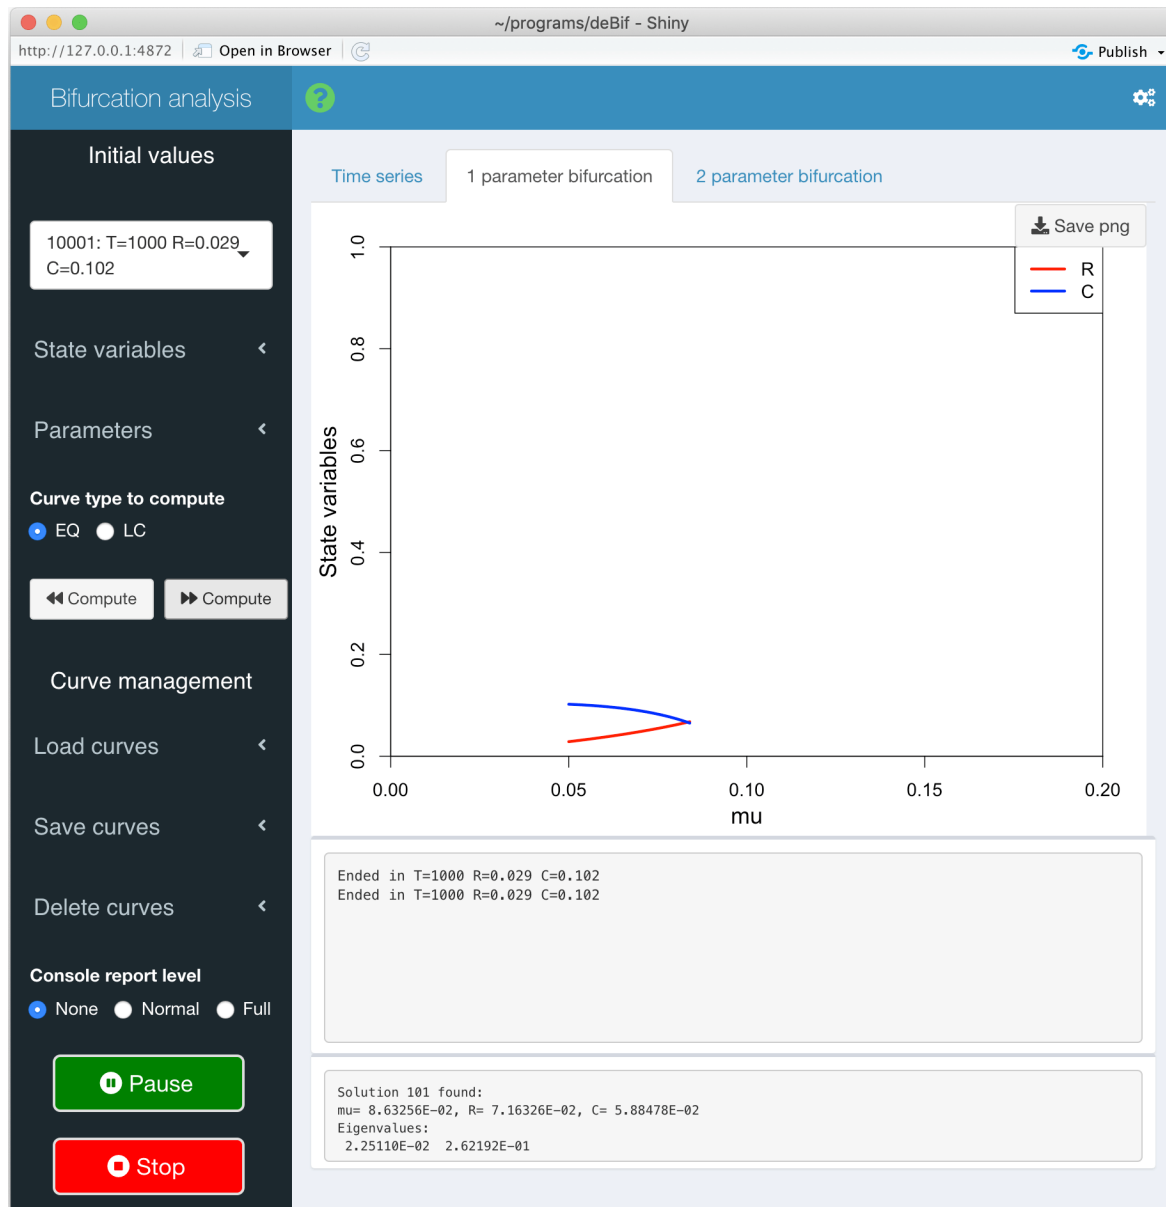 ~/programs/deBif - Shiny
http://127.0.0.1:4872 Open in Browser Publish
Bifurcation analysis ?
Initial values
10001: T=1000 R=0.029
C=0.102
State variables
Parameters
Curve type to compute
EQ LC
Compute Compute
Curve management
Load curves
Save curves
Delete curves
Console report level
None Normal Full
Pause
Stop
Time series 1 parameter bifurcation 2 parameter bifurcation
Save png
R
C
State variables
1.0
0.8
0.6
0.4
0.2
0.0
0.00 0.05 0.10 0.15 0.20
mu
Ended in T=1000 R=0.029 C=0.102
Ended in T=1000 R=0.029 C=0.102
Solution 101 found:
mu= 8.63256E-02, R= 7.16326E-02, C= 5.88478E-02
Eigenvalues:
2.25110E-02 2.62192E-01